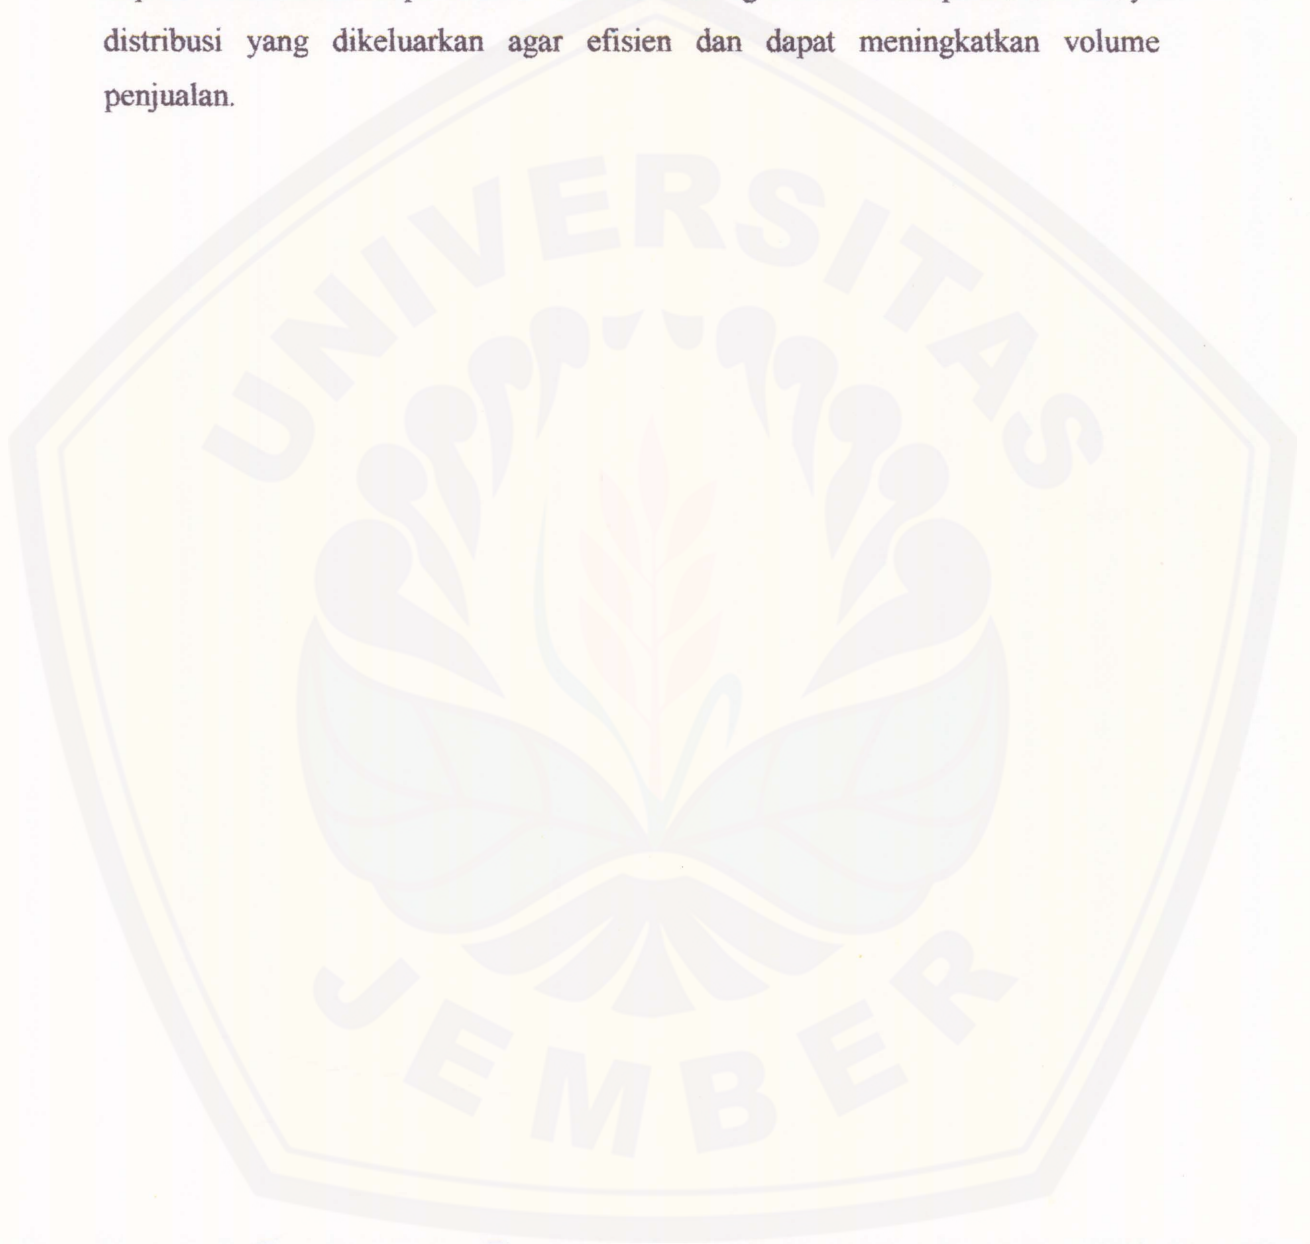 distribusi yang dikeluarkan agar efisien dan dapat meningkatkan volume
penjualan.
UNIVERSITAS
JEMBER